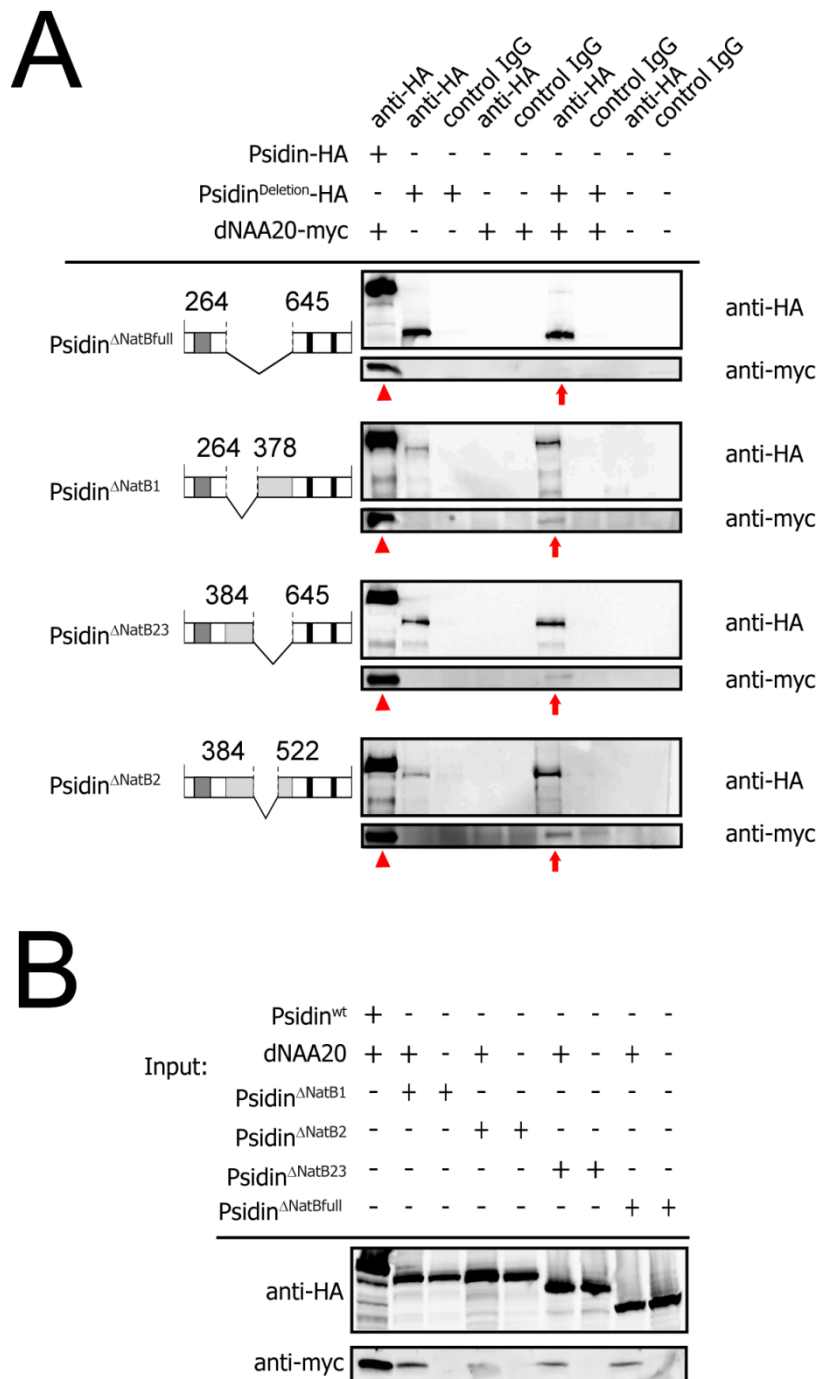 A
anti-HA
anti-HA
control IgG
anti-HA
control IgG
anti-HA
control IgG
anti-HA
control IgG
Psidin-HA + - - - - - - - -
PsidinDeletion-HA - + + - - + + - -
dNAA20-myc + - - + + + + - -
264 645
PsidinΔNatBfull
anti-HA
anti-myc
264 378
PsidinΔNatB1
anti-HA
anti-myc
384 645
PsidinΔNatB23
anti-HA
anti-myc
384 522
PsidinΔNatB2
anti-HA
anti-myc
B
Input:
Psidinwt + - - - - - - - -
dNAA20 + + - + - + - + -
PsidinΔNatB1 - + + - - - - - -
PsidinΔNatB2 - - - + + - - - -
PsidinΔNatB23 - - - - - + + - -
PsidinΔNatBfull - - - - - - - + +
anti-HA
anti-myc